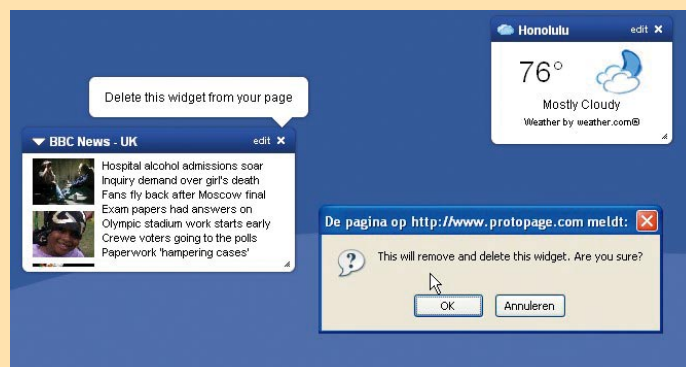 Honolulu edit ×
76°
Mostly Cloudy
Weather by weather.com®
Delete this widget from your page
BBC News - UK edit ×
Hospital alcohol admissions soar
Inquiry demand over girl's death
Fans fly back after Moscow final
Exam papers had answers on
Olympic stadium work starts early
Crewe voters going to the polls
Paperwork 'hampering cases'
De pagina op http://www.protopage.com meldt:
This will remove and delete this widget. Are you sure?
OK Annuleren